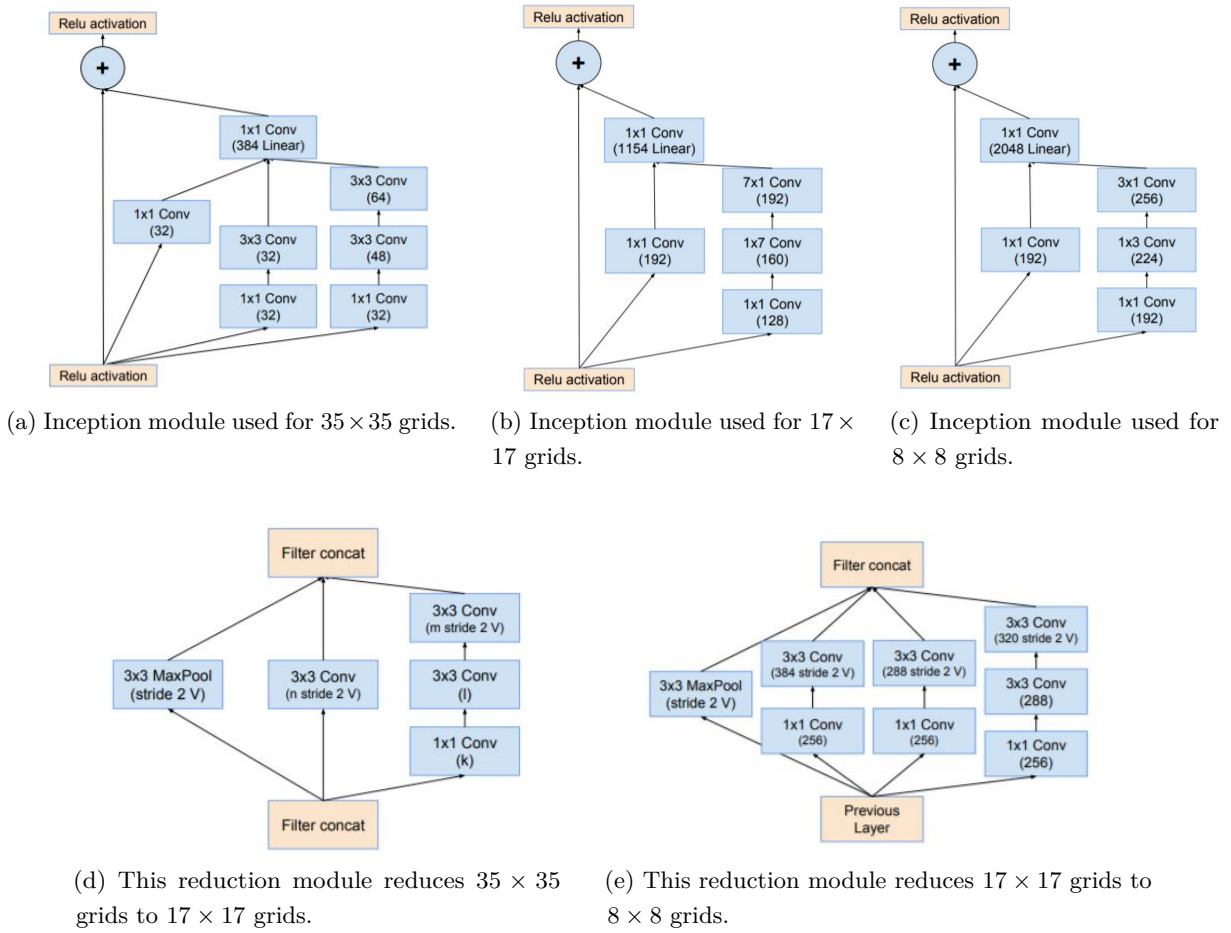 Relu activation
+
1x1 Conv
(384 Linear)
3x3 Conv
(64)
1x1 Conv
(32)
3x3 Conv
(32)
3x3 Conv
(48)
1x1 Conv
(32)
1x1 Conv
(32)
Relu activation
(a) Inception module used for 35 × 35 grids.
Relu activation
+
1x1 Conv
(1154 Linear)
7x1 Conv
(192)
1x1 Conv
(192)
1x7 Conv
(160)
1x1 Conv
(128)
Relu activation
(b) Inception module used for 17 ×
17 grids.
Relu activation
+
1x1 Conv
(2048 Linear)
3x1 Conv
(256)
1x1 Conv
(192)
1x3 Conv
(224)
1x1 Conv
(192)
Relu activation
(c) Inception module used for
8 × 8 grids.
Filter concat
3x3 Conv
(m stride 2 V)
3x3 MaxPool
(stride 2 V)
3x3 Conv
(n stride 2 V)
3x3 Conv
(l)
1x1 Conv
(k)
Filter concat
(d) This reduction module reduces 35 × 35
grids to 17 × 17 grids.
Filter concat
3x3 Conv
(320 stride 2 V)
3x3 MaxPool
(stride 2 V)
3x3 Conv
(384 stride 2 V)
3x3 Conv
(288 stride 2 V)
3x3 Conv
(288)
1x1 Conv
(256)
1x1 Conv
(256)
1x1 Conv
(256)
Previous
Layer
(e) This reduction module reduces 17 × 17 grids to
8 × 8 grids.